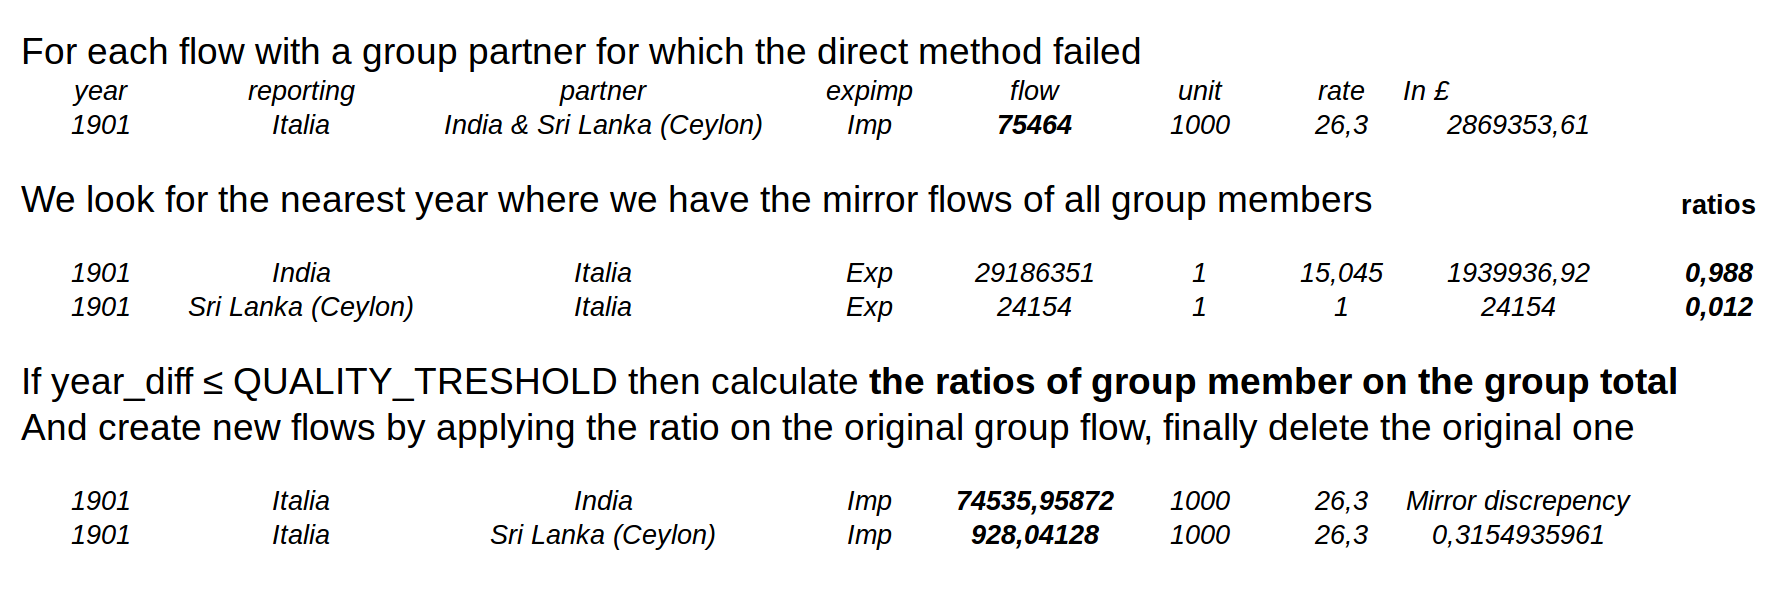 For each flow with a group partner for which the direct method failed
year reporting partner expimp flow unit rate In £
1901 Italia India & Sri Lanka (Ceylon) Imp 75464 1000 26,3 2869353,61
We look for the nearest year where we have the mirror flows of all group members ratios
1901 India Italia Exp 29186351 1 15,045 1939936,92 0,988
1901 Sri Lanka (Ceylon) Italia Exp 24154 1 1 24154 0,012
If year_diff ≤ QUALITY_TRESHOLD then calculate the ratios of group member on the group total
And create new flows by applying the ratio on the original group flow, finally delete the original one
1901 Italia India Imp 74535,95872 1000 26,3 Mirror discrepency
1901 Italia Sri Lanka (Ceylon) Imp 928,04128 1000 26,3 0,3154935961